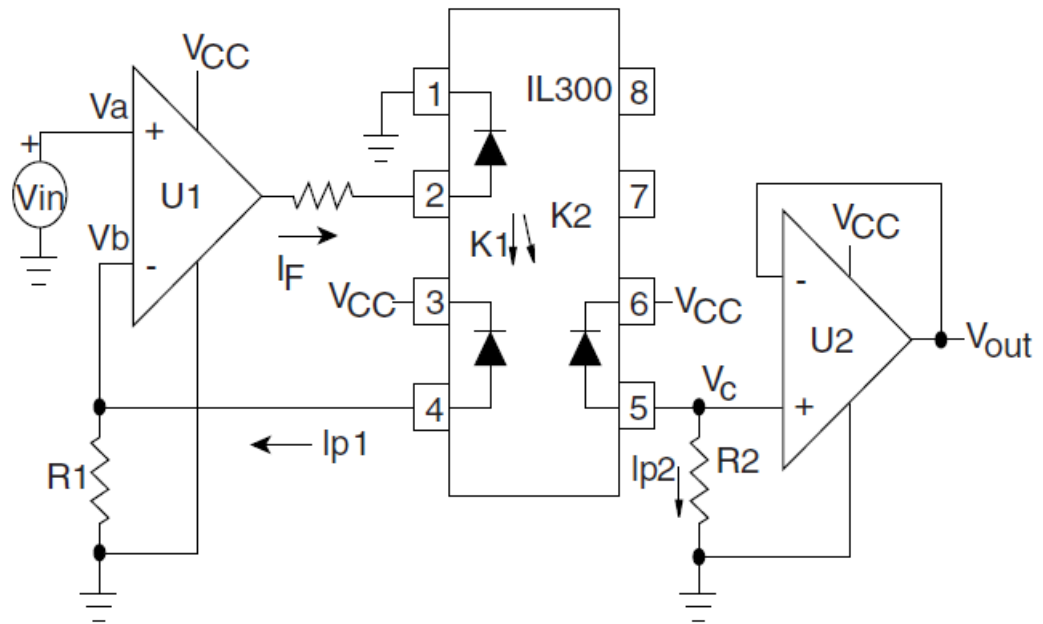 VCC
Va
+
+
Vin
U1
Vb
-
IF
R1
Ip1
IL300
1
8
2
7
K1
K2
VCC
3
6
VCC
4
5
VC
VCC
-
U2
Vout
+
Ip2
R2